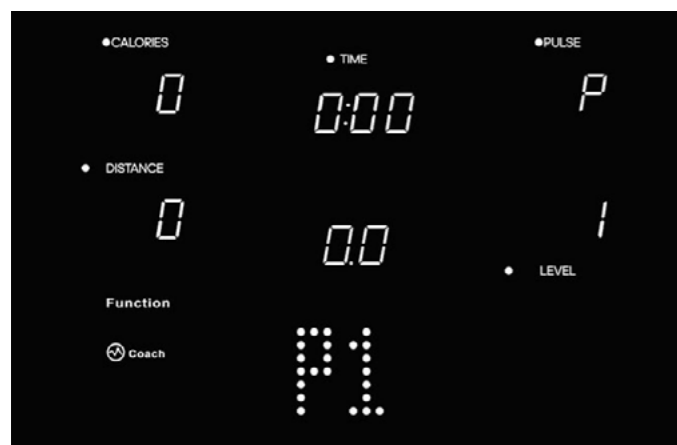 CALORIES
TIME
PULSE
0
0:00
P
DISTANCE
0
0.0
1
LEVEL
Function
Coach
P1